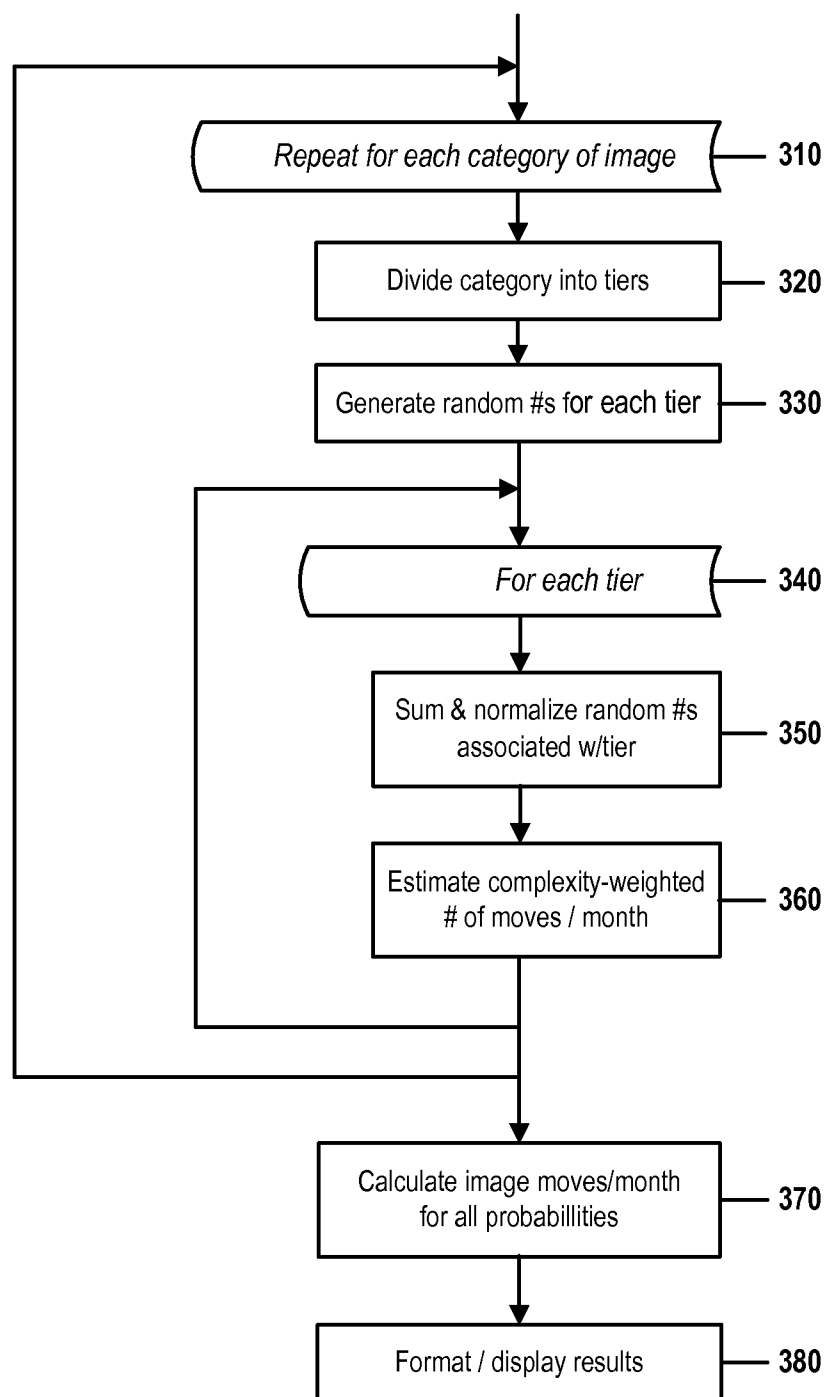 Repeat for each category of image
310
Divide category into tiers
320
Generate random #s for each tier
330
For each tier
340
Sum & normalize random #s
associated w/tier
350
Estimate complexity-weighted
# of moves / month
360
Calculate image moves/month
for all probabillities
370
Format / display results
380